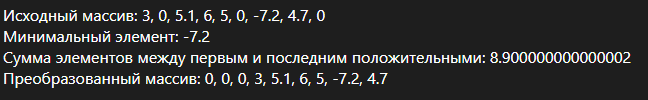 Исходный массив: 3, 0, 5.1, 6, 5, 0, -7.2, 4.7, 0
Минимальный элемент: -7.2
Сумма элементов между первым и последним положительными: 8.900000000000002
Преобразованный массив: 0, 0, 0, 3, 5.1, 6, 5, -7.2, 4.7